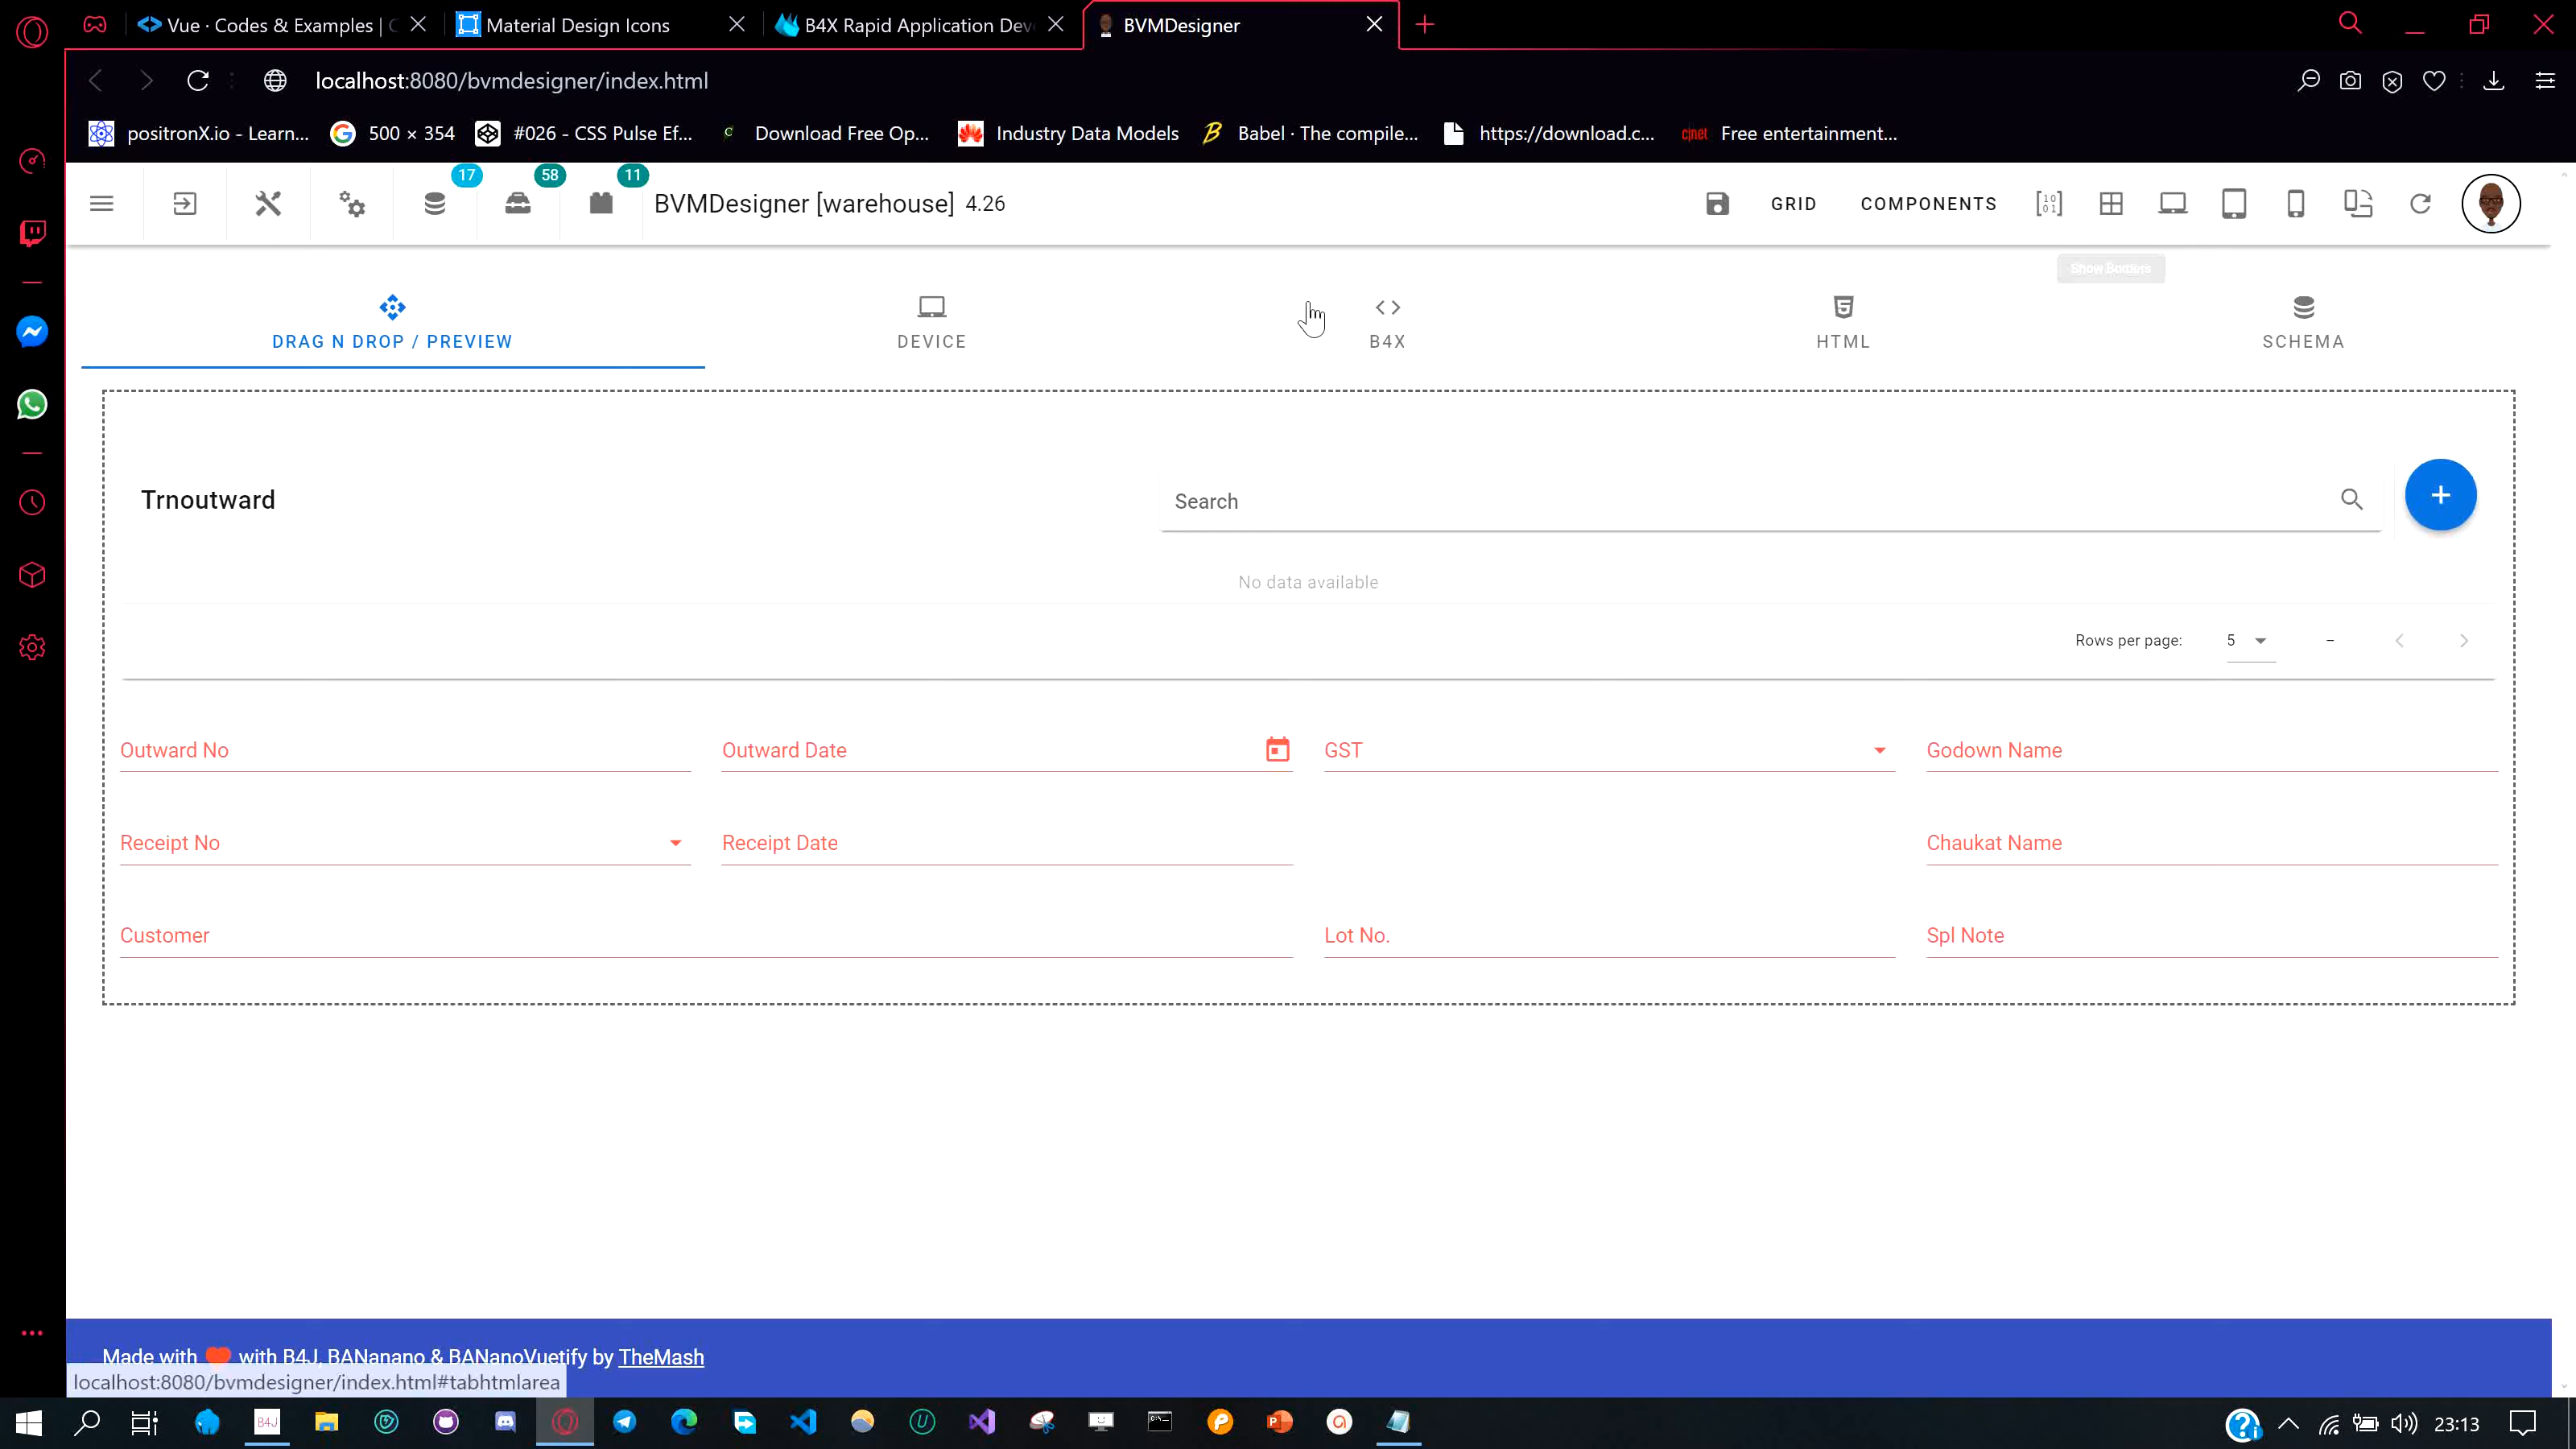 Vue · Codes & Examples |
Material Design Icons
B4X Rapid Application Dev
BVMDesigner
localhost:8080/bvmdesigner/index.html
positronX.io - Learn...
500 × 354
#026 - CSS Pulse Ef...
Download Free Op...
Industry Data Models
Babel · The compile...
https://download.c...
cnet Free entertainment...
17
58
11
BVMDesigner [warehouse] 4.26
GRID
COMPONENTS
Show Borders
DRAG N DROP / PREVIEW
DEVICE
B4X
HTML
SCHEMA
Trnoutward
Search
No data available
Rows per page: 5 –
Outward No
Outward Date
GST
Godown Name
Receipt No
Receipt Date
Chaukat Name
Customer
Lot No.
Spl Note
Made with with B4J, BANanano & BANanoVuetify by TheMash
localhost:8080/bvmdesigner/index.html#tabhtmlarea
B4J
23:13